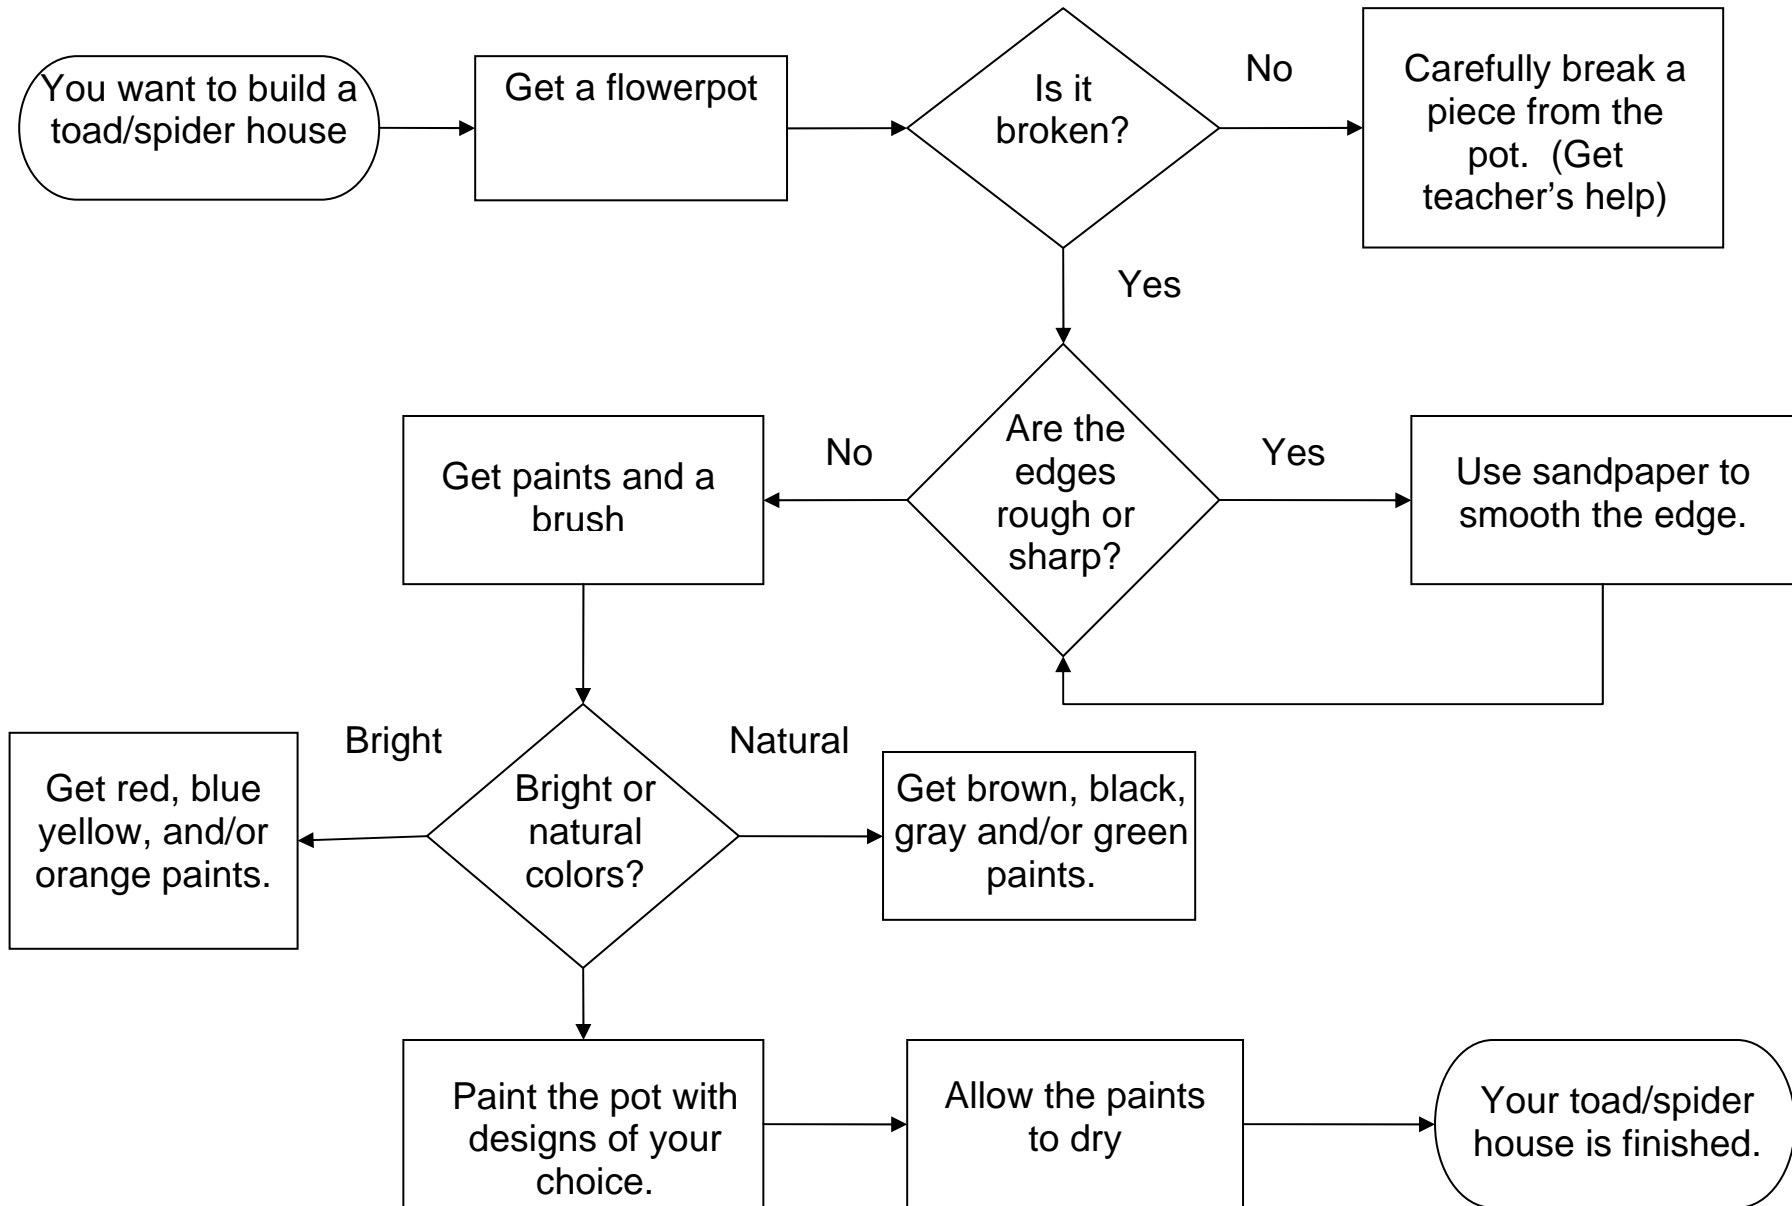 You want to build a
toad/spider house
Get a flowerpot
Is it
broken?
No
Carefully break a
piece from the
pot. (Get
teacher’s help)
Yes
Are the
edges
rough or
sharp?
Yes
Use sandpaper to
smooth the edge.
No
Get paints and a
brush
Bright or
natural
colors?
Bright
Get red, blue
yellow, and/or
orange paints.
Natural
Get brown, black,
gray and/or green
paints.
Paint the pot with
designs of your
choice.
Allow the paints
to dry
Your toad/spider
house is finished.